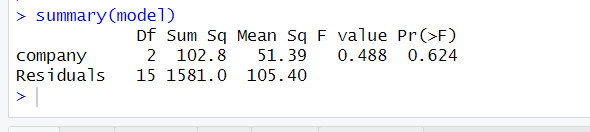 > summary(model)
            Df Sum Sq Mean Sq F value Pr(>F)
company      2  102.8   51.39   0.488  0.624
Residuals   15 1581.0  105.40
>